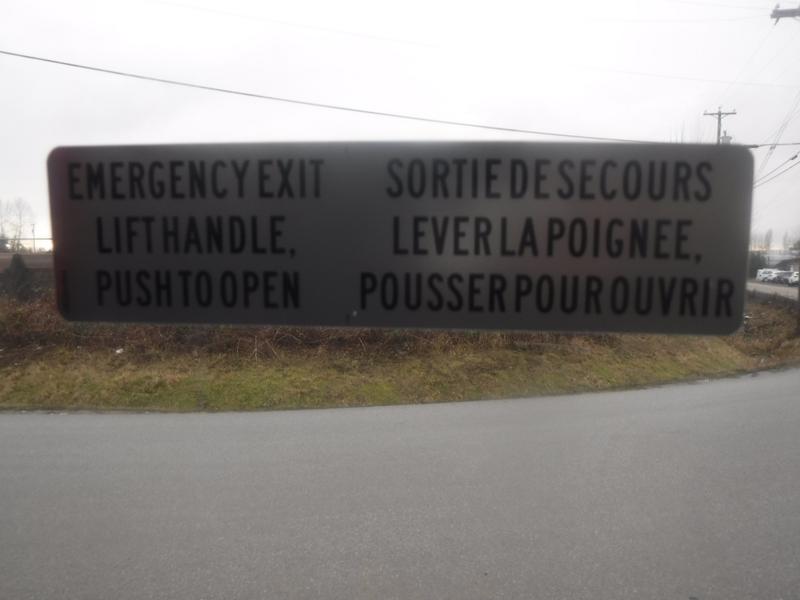 EMERGENCY EXIT
LIFT HANDLE,
PUSH TO OPEN
SORTIE DE SECOURS
LEVER LA POIGNEE,
POUSSER POUR OUVRIR